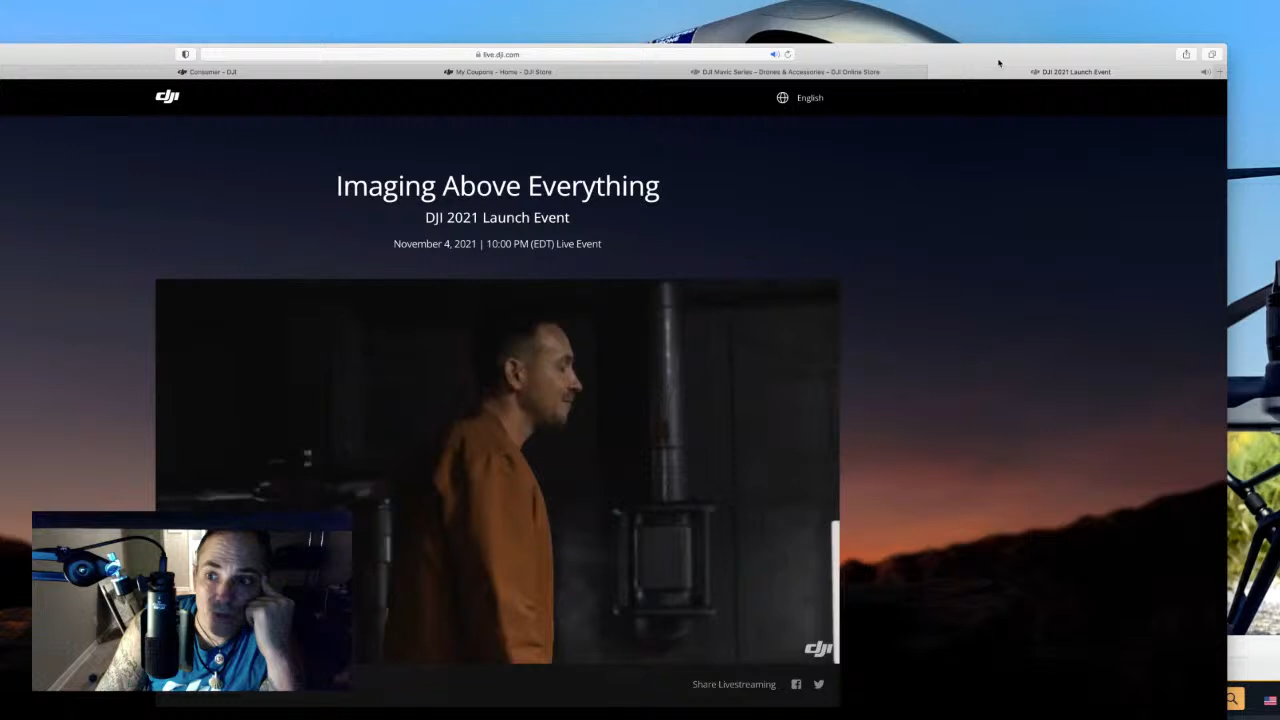 live.dji.com
Consumer - DJI
My Coupons - Home - DJI Store
DJI Mavic Series – Drones & Accessories – DJI Online Store
DJI 2021 Launch Event
dji
English
Imaging Above Everything
DJI 2021 Launch Event
November 4, 2021 | 10:00 PM (EDT) Live Event
dji
Share Livestreaming